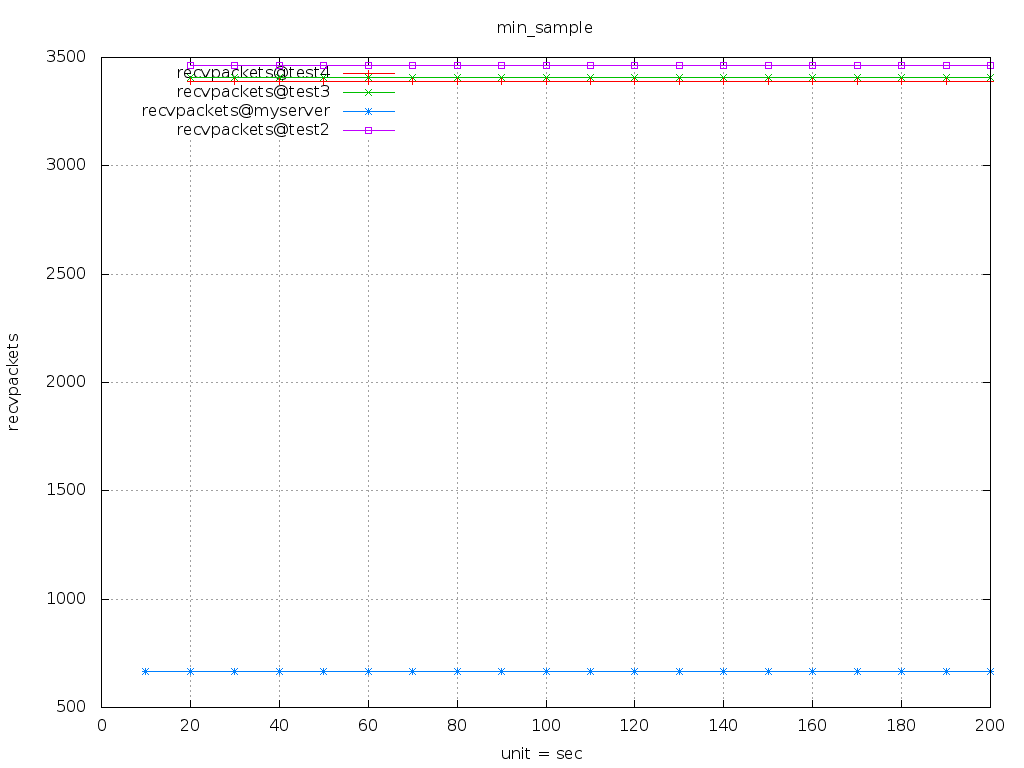 min_sample
3500
recvpackets@test4
recvpackets@test3
recvpackets@myserver
recvpackets@test2
3000
2500
2000
1500
1000
500
recvpackets
0 20 40 60 80 100 120 140 160 180 200
unit = sec